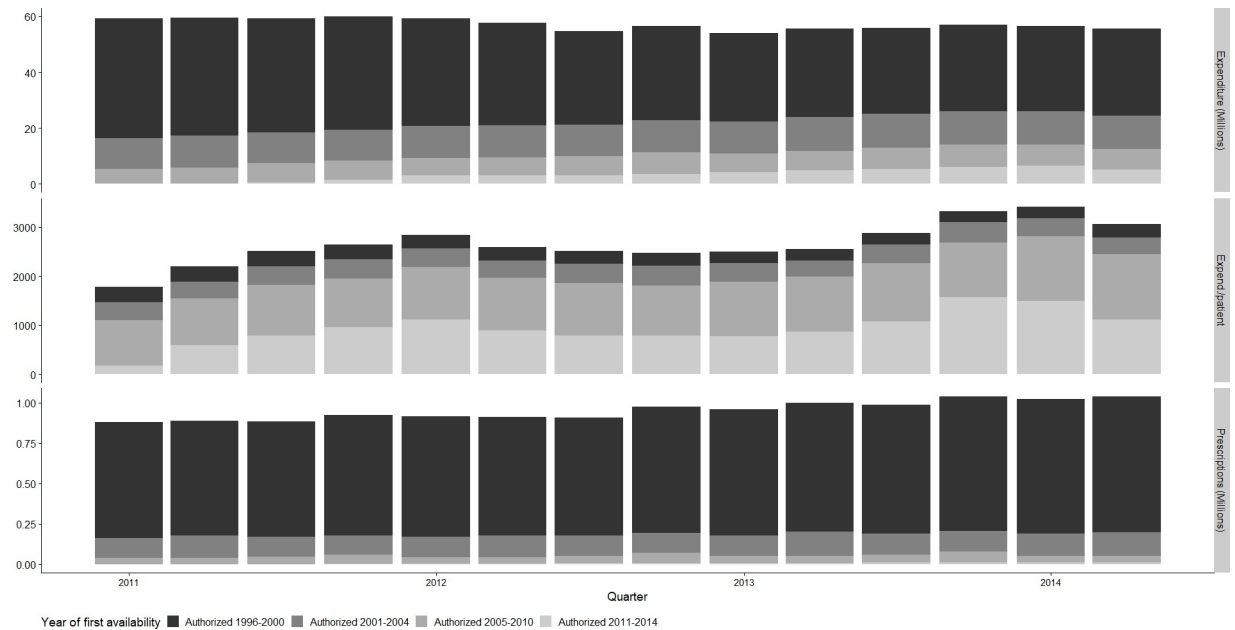 60
40
20
0
Expenditure (Millions)
3000
2000
1000
0
Expend./patient
1.00
0.75
0.50
0.25
0.00
Prescriptions (Millions)
2011 2012 2013 2014
Quarter
Year of first availability Authorized 1996-2000 Authorized 2001-2004 Authorized 2005-2010 Authorized 2011-2014